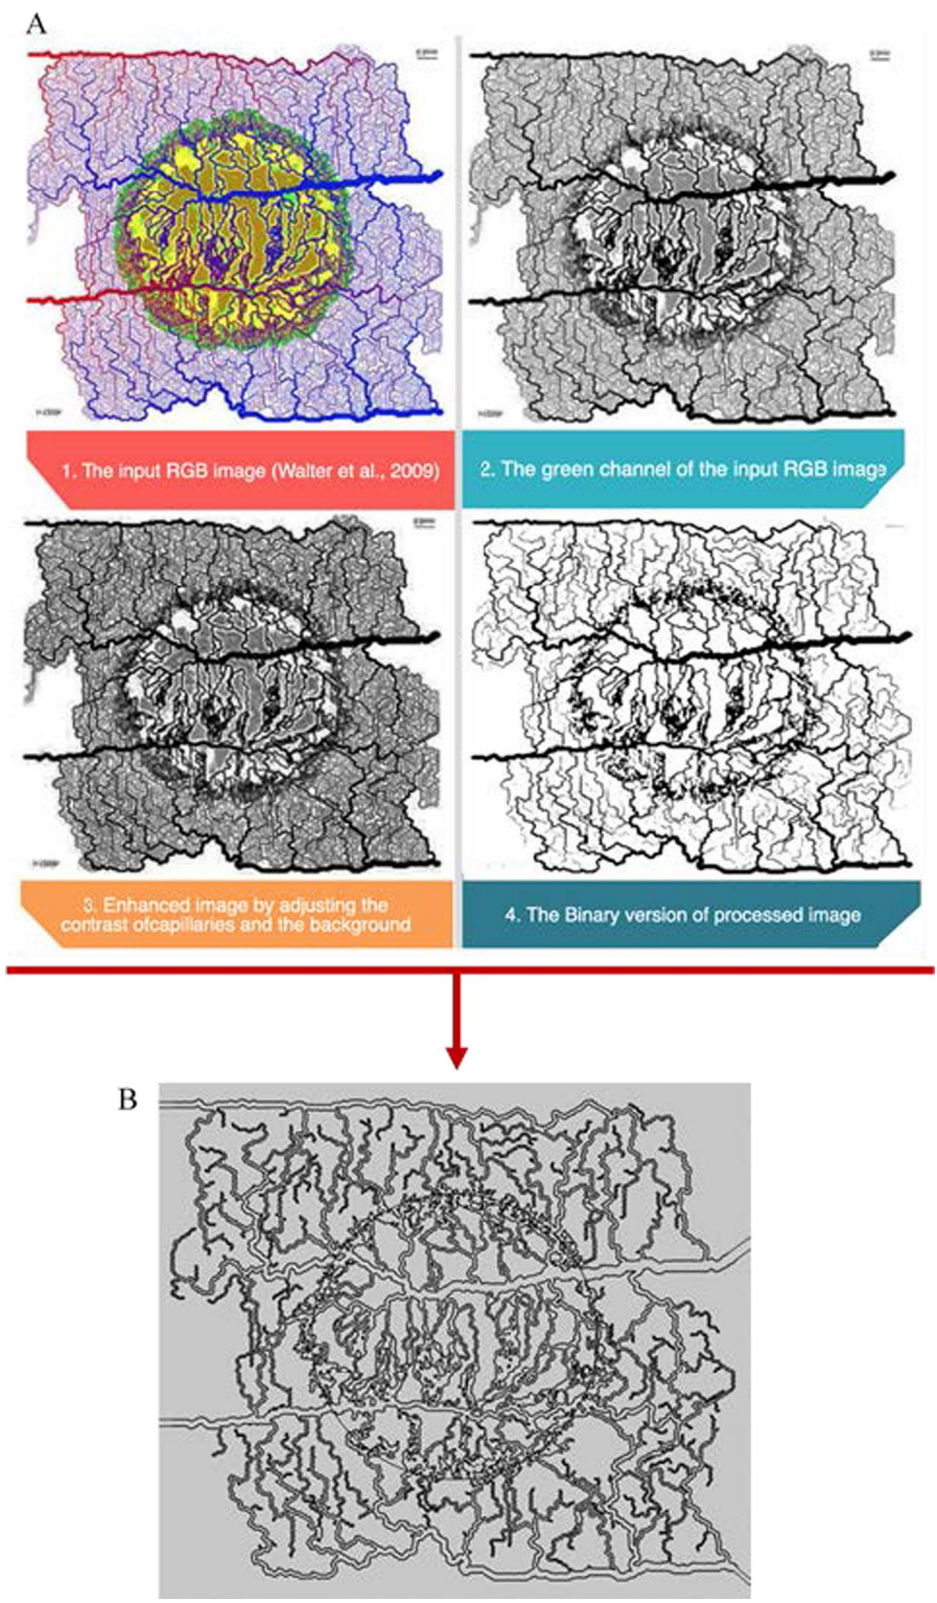 A
1. The input RGB image (Walter et al., 2009)
2. The green channel of the input RGB image
3. Enhanced image by adjusting the
contrast ofcapillaries and the background
4. The Binary version of processed image
B